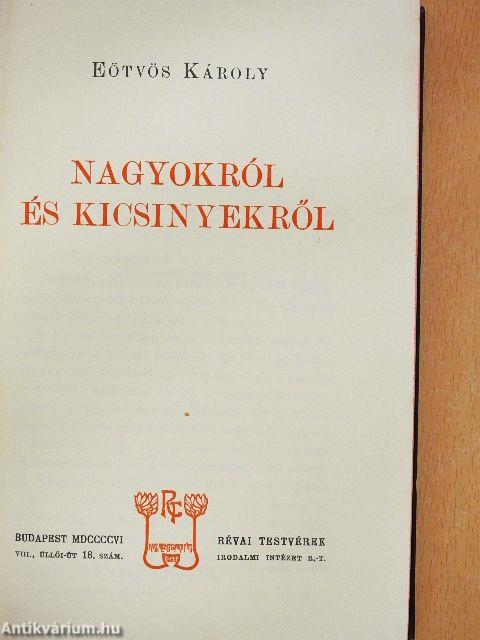 EÖTVÖS KÁROLY
NAGYOKRÓL
ÉS KICSINYEKRŐL
BUDAPEST MDCCCCVI
VIII., ÜLLŐI-ÚT 18. SZÁM.
RÉVAI TESTVÉREK
IRODALMI INTÉZET R.-T.
Antikvárium.hu